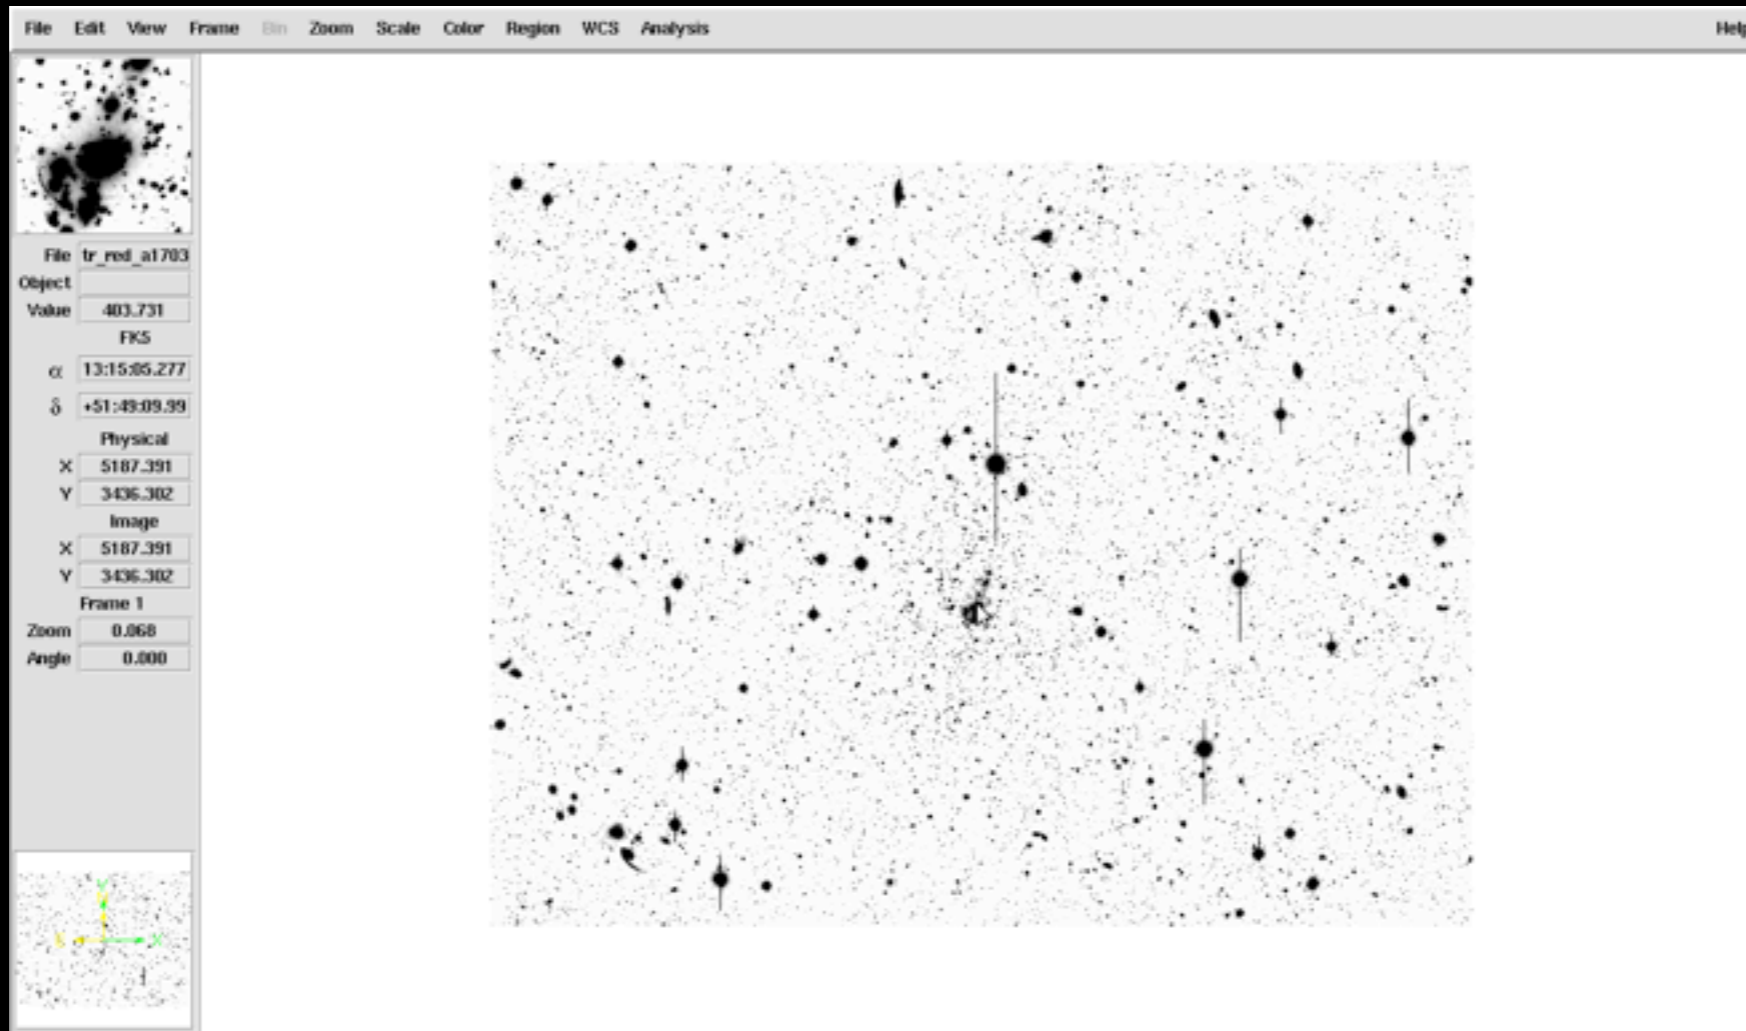 File Edit View Frame Bin Zoom Scale Color Region WCS Analysis Help
File tr_red_a1703
Object
Value 403.731
FK5
α 13:15:05.277
δ +51:49:09.99
Physical
X 5187.391
Y 3436.302
Image
X 5187.391
Y 3436.302
Frame 1
Zoom 0.068
Angle 0.000
Y
X